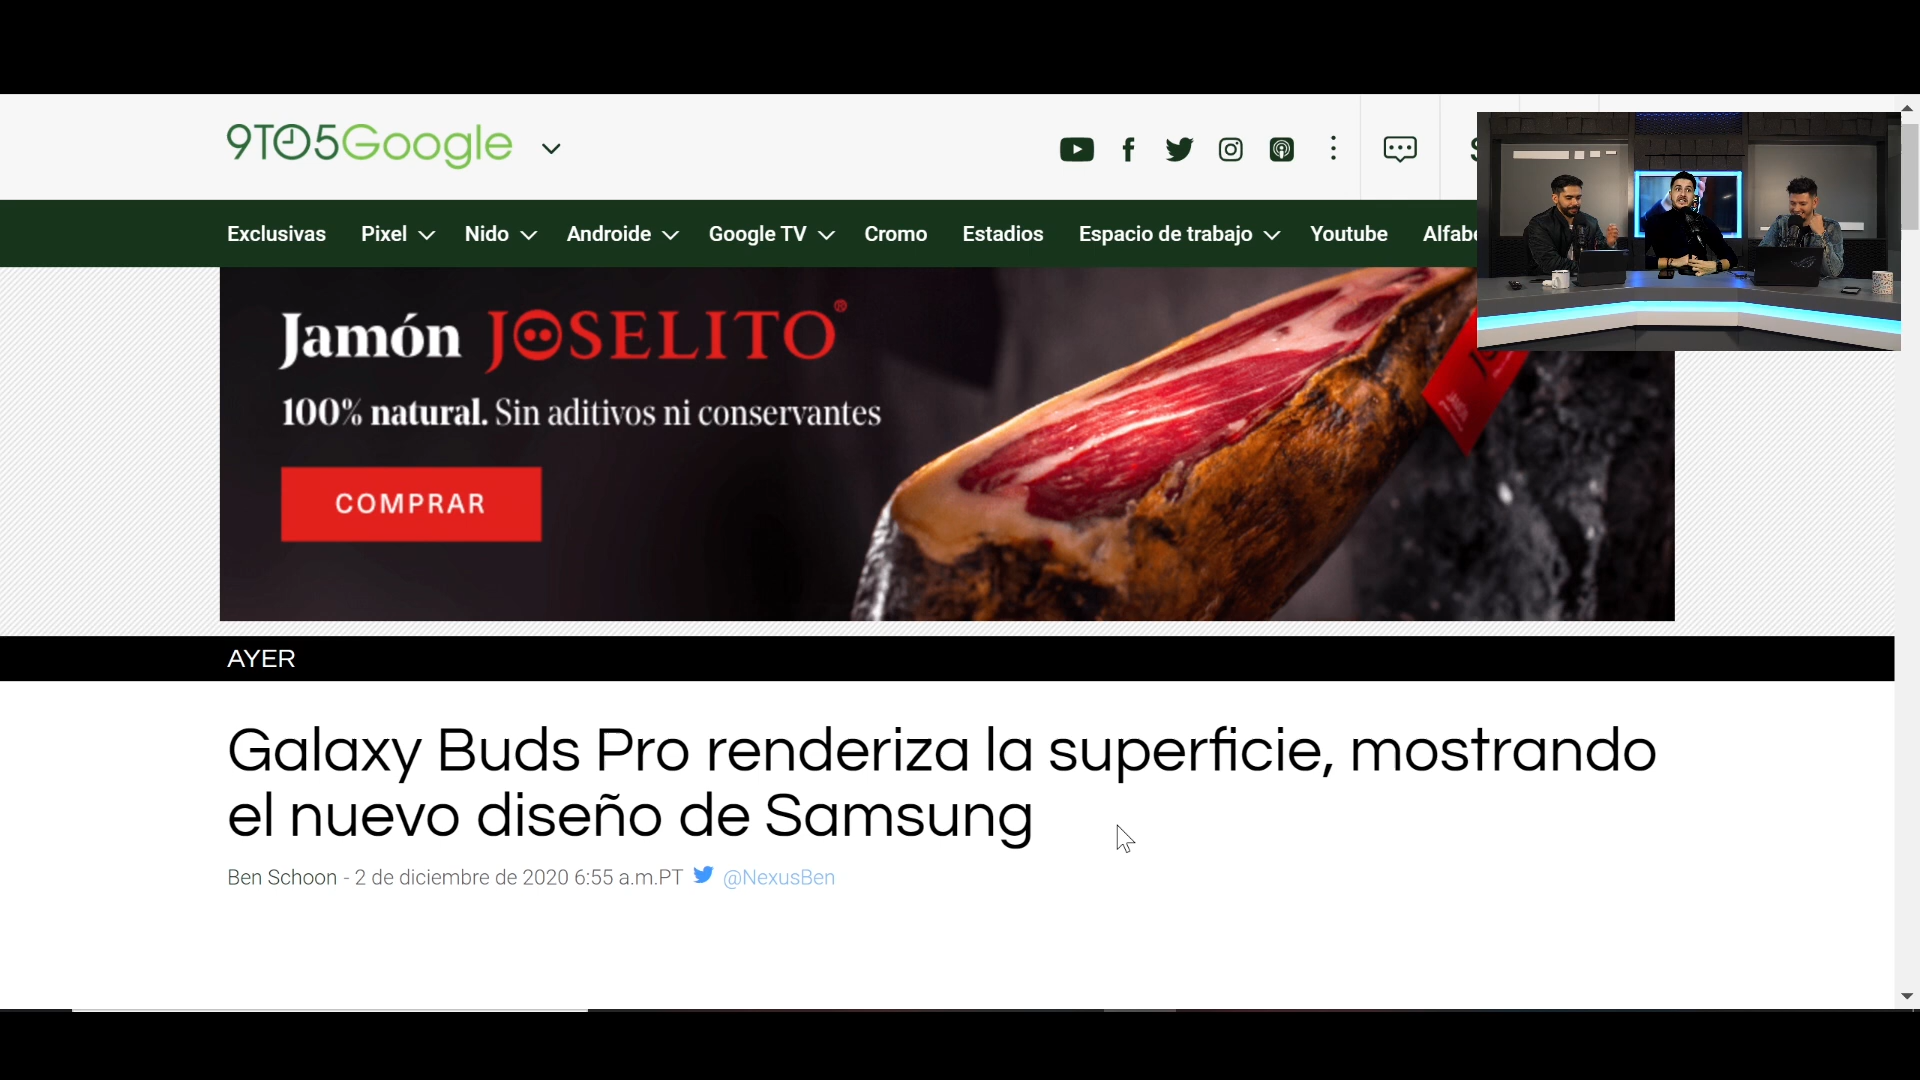 9TO5Google
Exclusivas Pixel Nido Androide Google TV Cromo Estadios Espacio de trabajo Youtube
Jamón JOSELITO®
100% natural. Sin aditivos ni conservantes
COMPRAR
AYER
Galaxy Buds Pro renderiza la superficie, mostrando
el nuevo diseño de Samsung
Ben Schoon - 2 de diciembre de 2020 6:55 a.m.PT @NexusBen